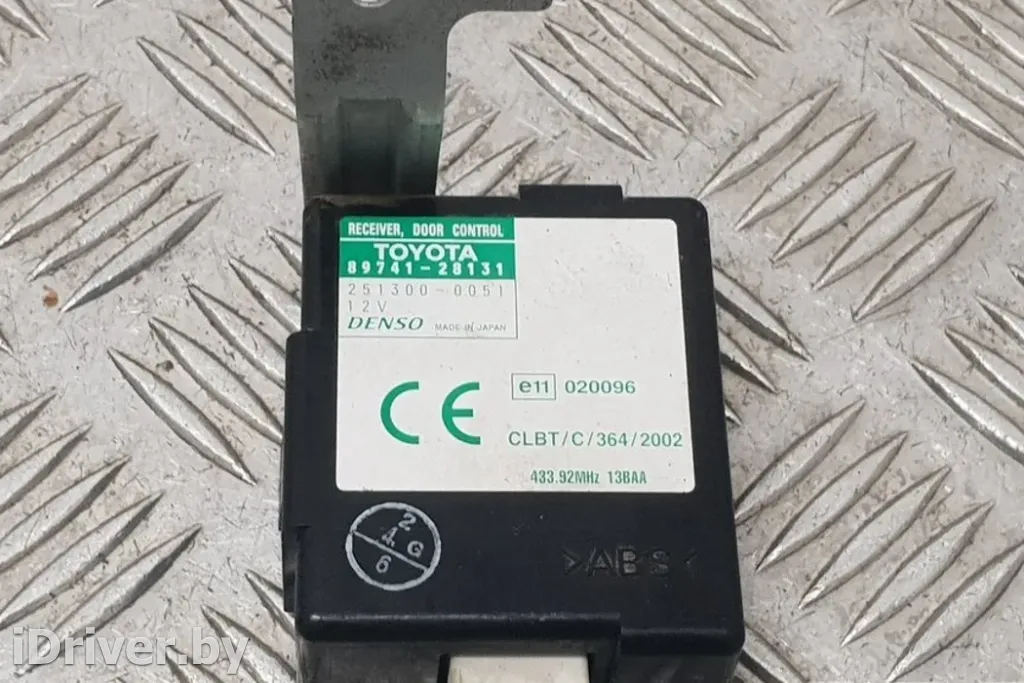 RECEIVER, DOOR CONTROL
TOYOTA
89741-28131
251300-0051
12V
DENSO MADE IN JAPAN
CE
e11 020096
CLBT/C/364/2002
433.92MHz 13BAA
2
4 G
6
>ABS<
iDriver.by